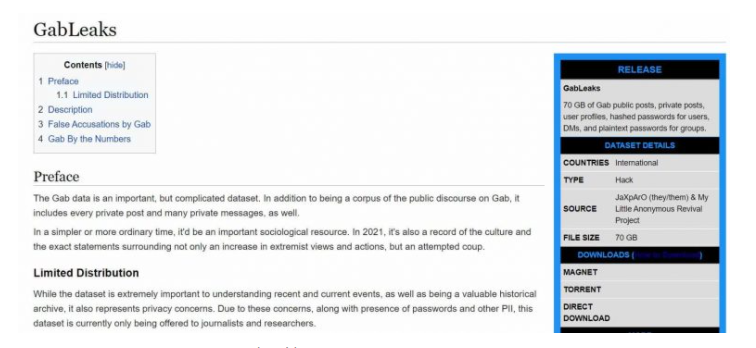 GabLeaks
Contents [hide]
1 Preface
1.1 Limited Distribution
2 Description
3 False Accusations by Gab
4 Gab By the Numbers
Preface
The Gab data is an important, but complicated dataset. In addition to being a corpus of the public discourse on Gab, it
includes every private post and many private messages, as well.
In a simpler or more ordinary time, it'd be an important sociological resource. In 2021, it's also a record of the culture and
the exact statements surrounding not only an increase in extremist views and actions, but an attempted coup.
Limited Distribution
While the dataset is extremely important to understanding recent and current events, as well as being a valuable historical
archive, it also represents privacy concerns. Due to these concerns, along with presence of passwords and other PII, this
dataset is currently only being offered to journalists and researchers.
RELEASE
GabLeaks
70 GB of Gab public posts, private posts,
user profiles, hashed passwords for users,
DMs, and plaintext passwords for groups.
DATASET DETAILS
COUNTRIES International
TYPE Hack
SOURCE JaXpArO (they/them) & My
Little Anonymous Revival
Project
FILE SIZE 70 GB
DOWNLOADS (
MAGNET
TORRENT
DIRECT
DOWNLOAD